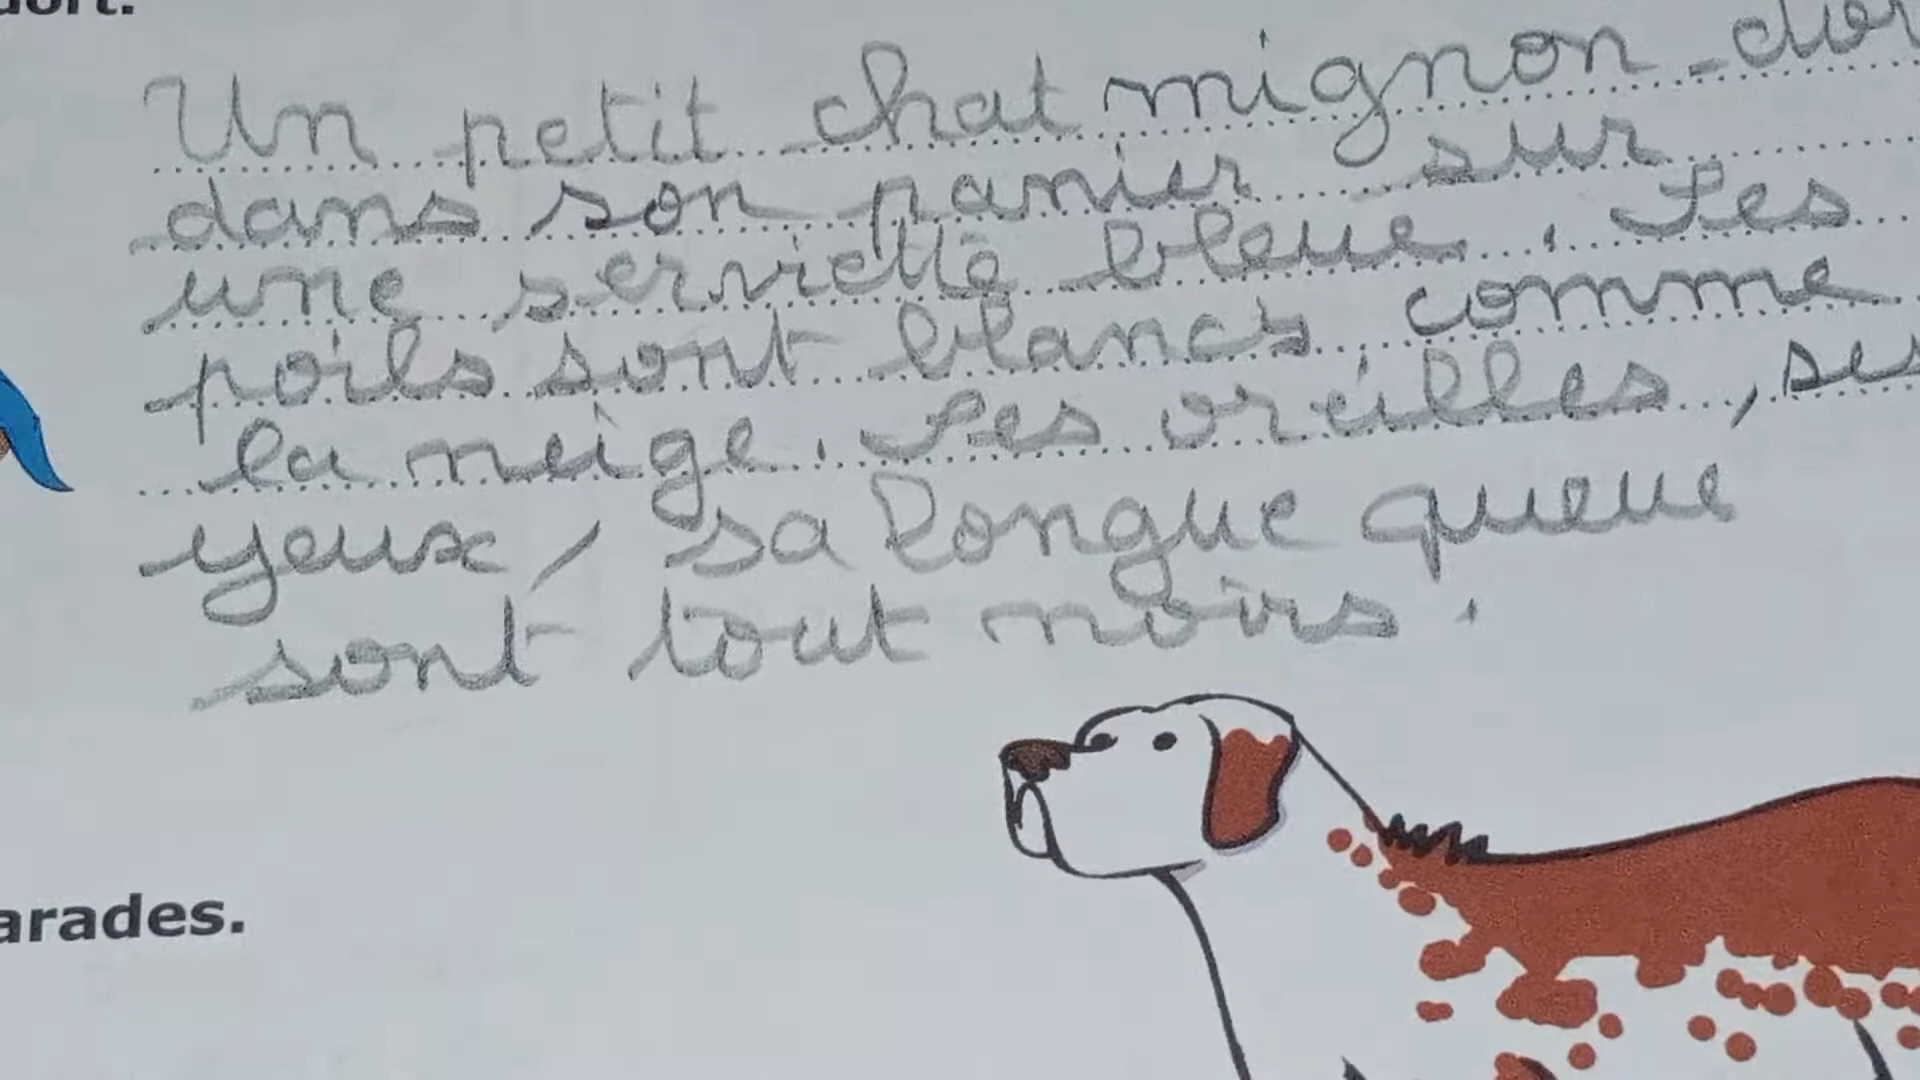 dort.
Un petit chat mignon dor
dans son panier sur
une serviette bleue. Ses
poils sont blancs comme
la neige. Ses oreilles, ses
yeux, sa longue queue
sont tout noirs.
arades.